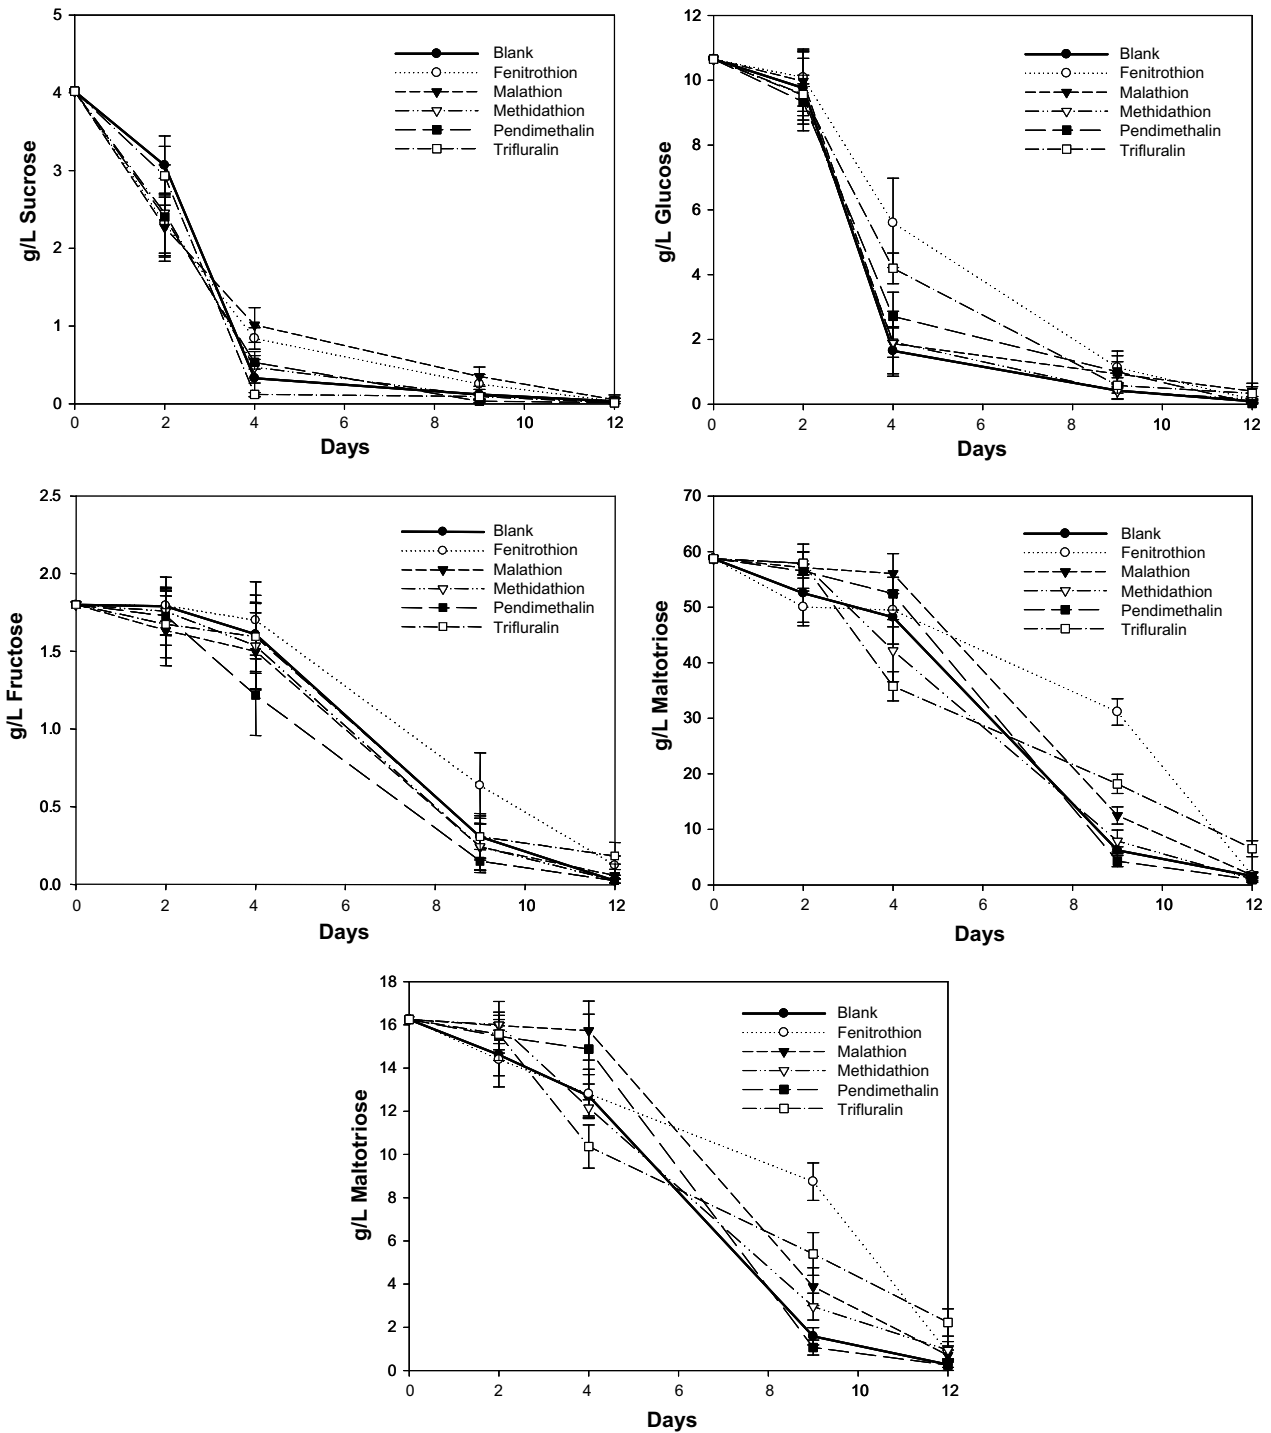 g/L Sucrose
5
4
3
2
1
0
0 2 4 6 8 10 12
Days
Blank
Fenitrothion
Malathion
Methidathion
Pendimethalin
Trifluralin
g/L Glucose
12
10
8
6
4
2
0
0 2 4 6 8 10 12
Days
Blank
Fenitrothion
Malathion
Methidathion
Pendimethalin
Trifluralin
g/L Fructose
2.5
2.0
1.5
1.0
0.5
0.0
0 2 4 6 8 10 12
Days
Blank
Fenitrothion
Malathion
Methidathion
Pendimethalin
Trifluralin
g/L Maltotriose
70
60
50
40
30
20
10
0
0 2 4 6 8 10 12
Days
Blank
Fenitrothion
Malathion
Methidathion
Pendimethalin
Trifluralin
g/L Maltotriose
18
16
14
12
10
8
6
4
2
0
0 2 4 6 8 10 12
Days
Blank
Fenitrothion
Malathion
Methidathion
Pendimethalin
Trifluralin